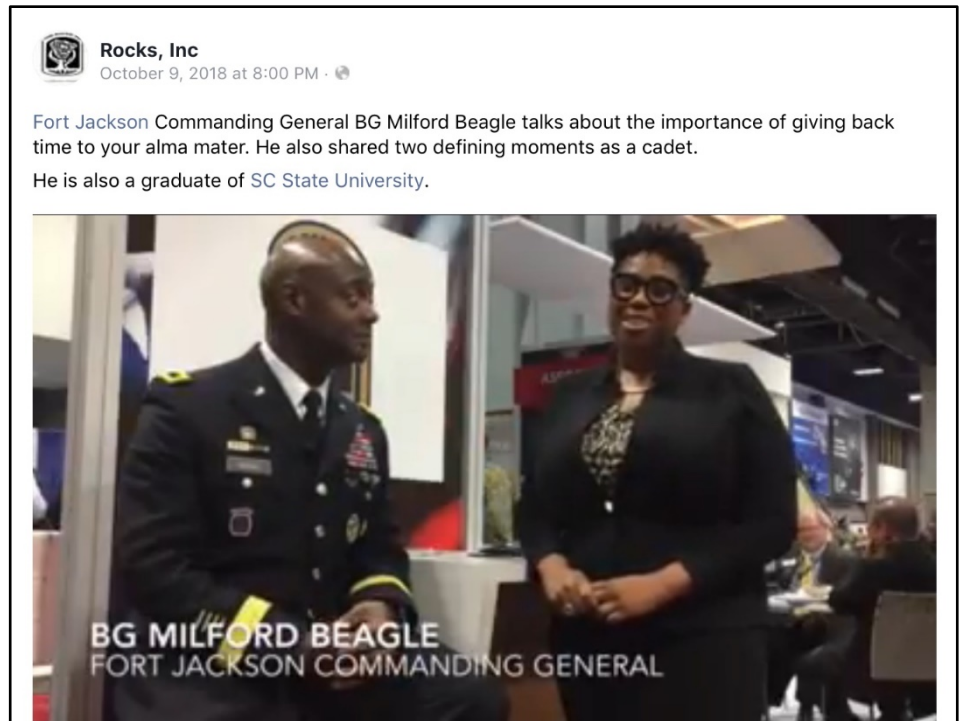 Rocks, Inc
October 9, 2018 at 8:00 PM ·
Fort Jackson Commanding General BG Milford Beagle talks about the importance of giving back
time to your alma mater. He also shared two defining moments as a cadet.
He is also a graduate of SC State University.
BG MILFORD BEAGLE
FORT JACKSON COMMANDING GENERAL